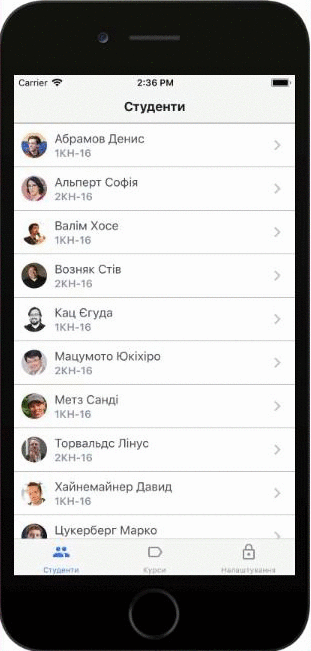 Carrier 2:36 PM
Студенти
Абрамов Денис
1КН-16
Альперт Софія
2КН-16
Валім Хосе
1КН-16
Возняк Стів
2КН-16
Кац Єгуда
1КН-16
Мацумото Юкіхіро
2КН-16
Метз Санді
1КН-16
Торвальдс Лінус
2КН-16
Хайнемайнер Давид
1КН-16
Цукерберг Марко
Студенти Курси Налаштування